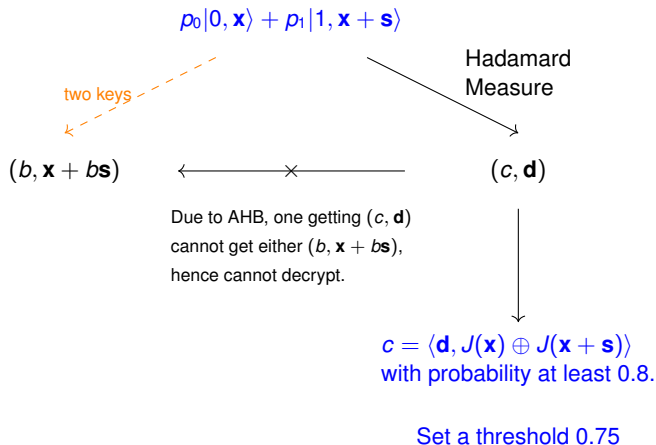 p₀|0, x⟩ + p₁|1, x + s⟩
Hadamard
Measure
two keys
(b, x + bs)
(c, d)
Due to AHB, one getting (c, d)
cannot get either (b, x + bs),
hence cannot decrypt.
c = ⟨d, J(x) ⊕ J(x + s)⟩
with probability at least 0.8.
Set a threshold 0.75